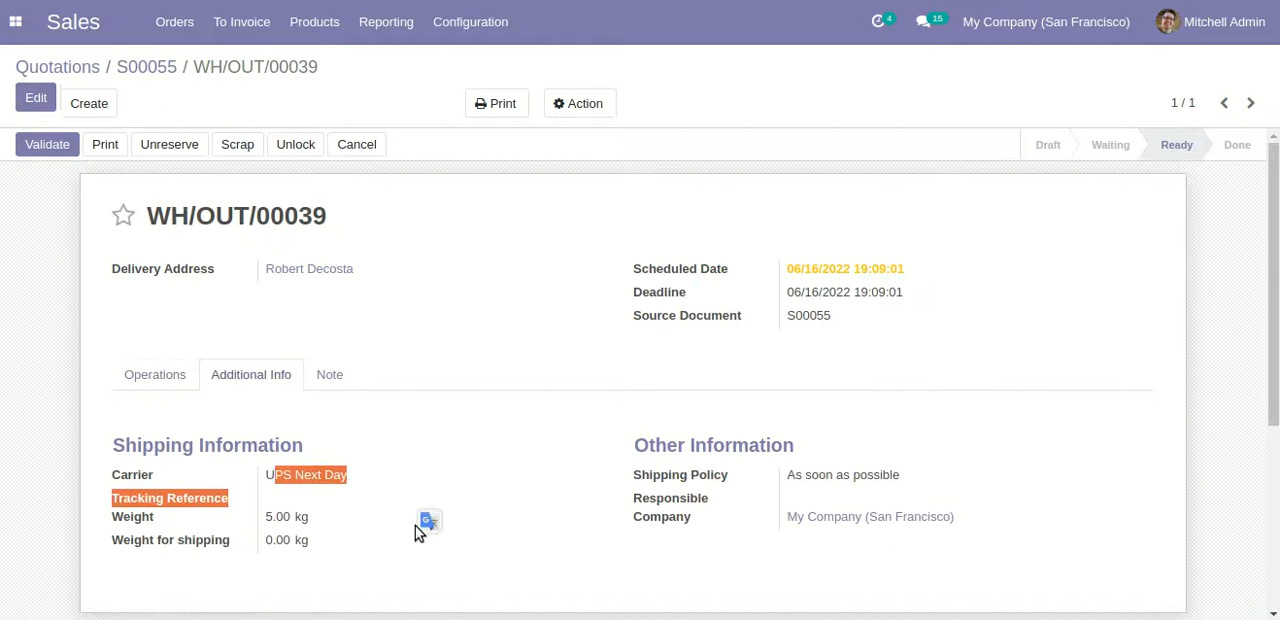 Sales Orders To Invoice Products Reporting Configuration 4 15 My Company (San Francisco) Mitchell Admin
Quotations / S00055 / WH/OUT/00039
Edit Create Print Action 1 / 1
Validate Print Unreserve Scrap Unlock Cancel Draft Waiting Ready Done
WH/OUT/00039
Delivery Address Robert Decosta Scheduled Date 06/16/2022 19:09:01
Deadline 06/16/2022 19:09:01
Source Document S00055
Operations Additional Info Note
Shipping Information Other Information
Carrier UPS Next Day Shipping Policy As soon as possible
Tracking Reference Responsible
Weight 5.00 kg Company My Company (San Francisco)
Weight for shipping 0.00 kg